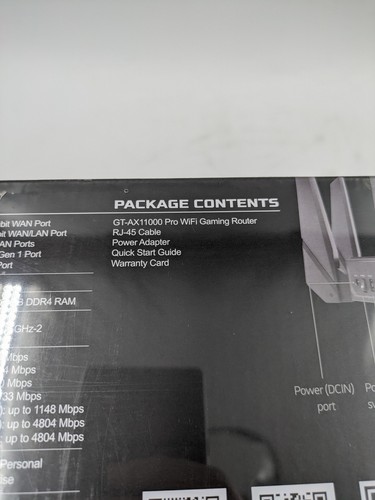 PACKAGE CONTENTS
GT-AX11000 Pro WiFi Gaming Router
RJ-45 Cable
Power Adapter
Quick Start Guide
Warranty Card
bit WAN Port
bit WAN/LAN Port
AN Ports
Gen 1 Port
Port
DDR4 RAM
GHz-2
Mbps
Mbps
Mbps
33 Mbps
: up to 1148 Mbps
: up to 4804 Mbps
: up to 4804 Mbps
Personal
se
Power (DCIN)
port